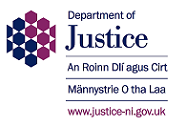 Department of
Justice
An Roinn Dlí agus Cirt
Männystrie O tha Laa
www.justice-ni.gov.uk